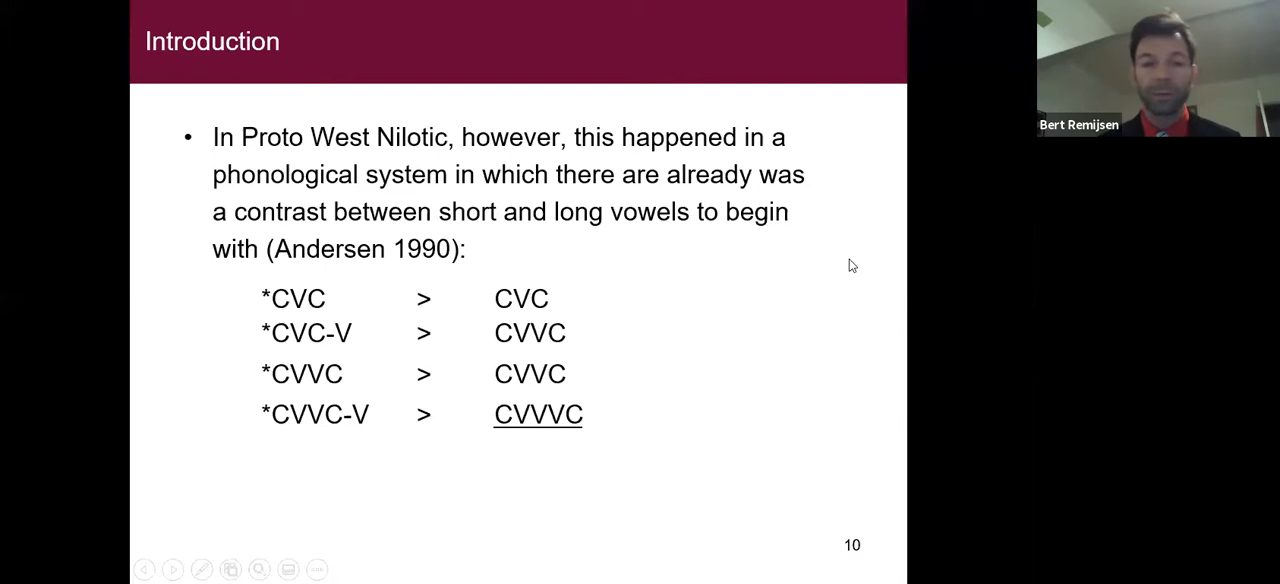 Introduction
• In Proto West Nilotic, however, this happened in a
phonological system in which there are already was
a contrast between short and long vowels to begin
with (Andersen 1990):
*CVC > CVC
*CVC-V > CVVC
*CVVC > CVVC
*CVVC-V > CVVVC
10
Bert Remijsen